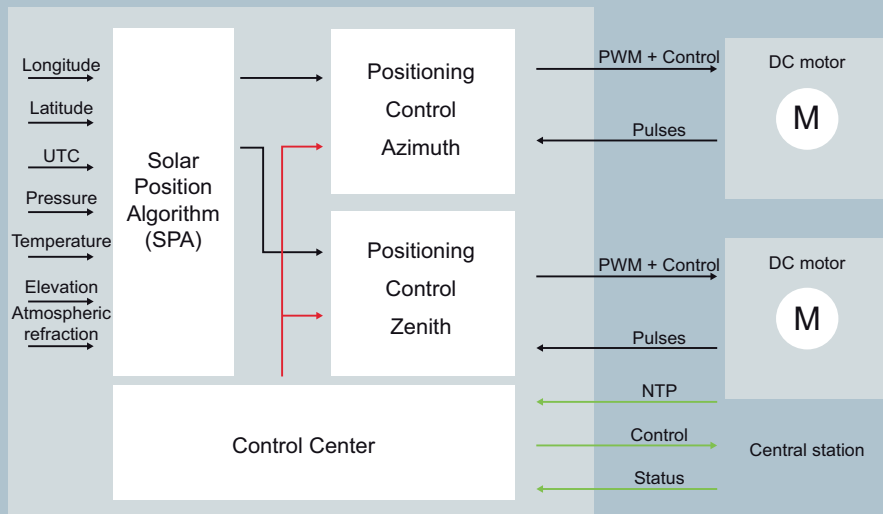 Longitude
Latitude
UTC
Pressure
Temperature
Elevation
Atmospheric
refraction
Solar
Position
Algorithm
(SPA)
Positioning
Control
Azimuth
Positioning
Control
Zenith
Control Center
PWM + Control
Pulses
DC motor
M
PWM + Control
Pulses
DC motor
M
NTP
Control
Status
Central station